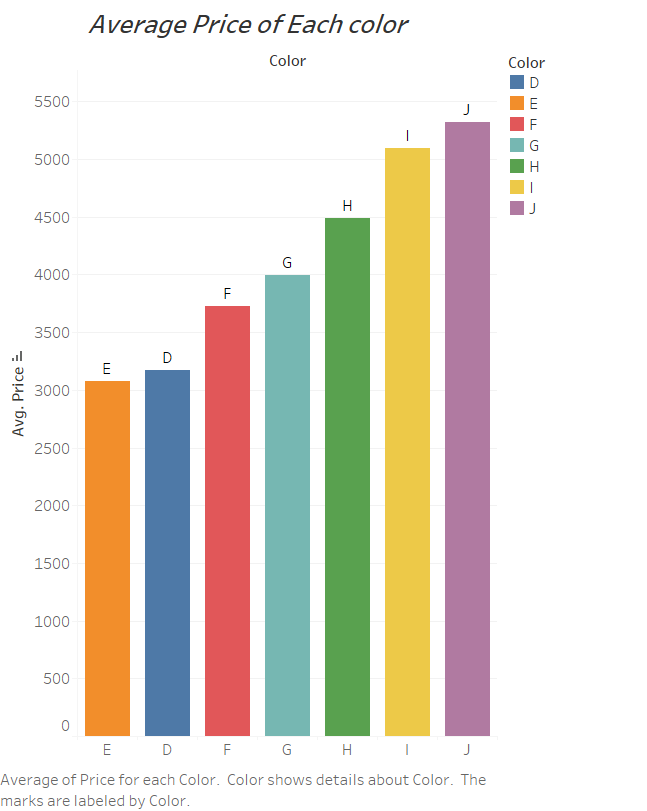 Average Price of Each color
Color
Color
D
E
F
G
H
I
J
5500
5000
4500
4000
3500
3000
2500
2000
1500
1000
500
0
Avg. Price
E
D
F
G
H
I
J
E
D
F
G
H
I
J
Average of Price for each Color.  Color shows details about Color.  The
marks are labeled by Color.